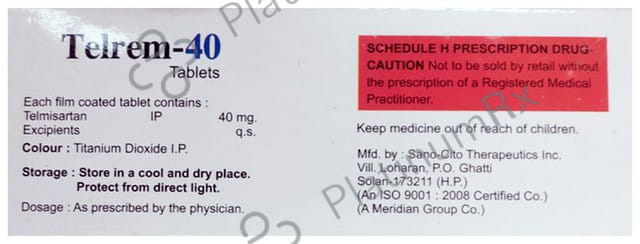 Telrem-40
Tablets
Each film coated tablet contains :
Telmisartan IP 40 mg.
Excipients q.s.
Colour : Titanium Dioxide I.P.
Storage : Store in a cool and dry place.
Protect from direct light.
Dosage : As prescribed by the physician.
SCHEDULE H PRESCRIPTION DRUG-
CAUTION Not to be sold by retail without
the prescription of a Registered Medical
Practitioner.
Keep medicine out of reach of children.
Mfd. by : Sano-Cito Therapeutics Inc.
Vill. Loharan, P.O. Ghatti
Solan-173211 (H.P.)
(An ISO 9001 : 2008 Certified Co.)
(A Meridian Group Co.)
PlatinumRx